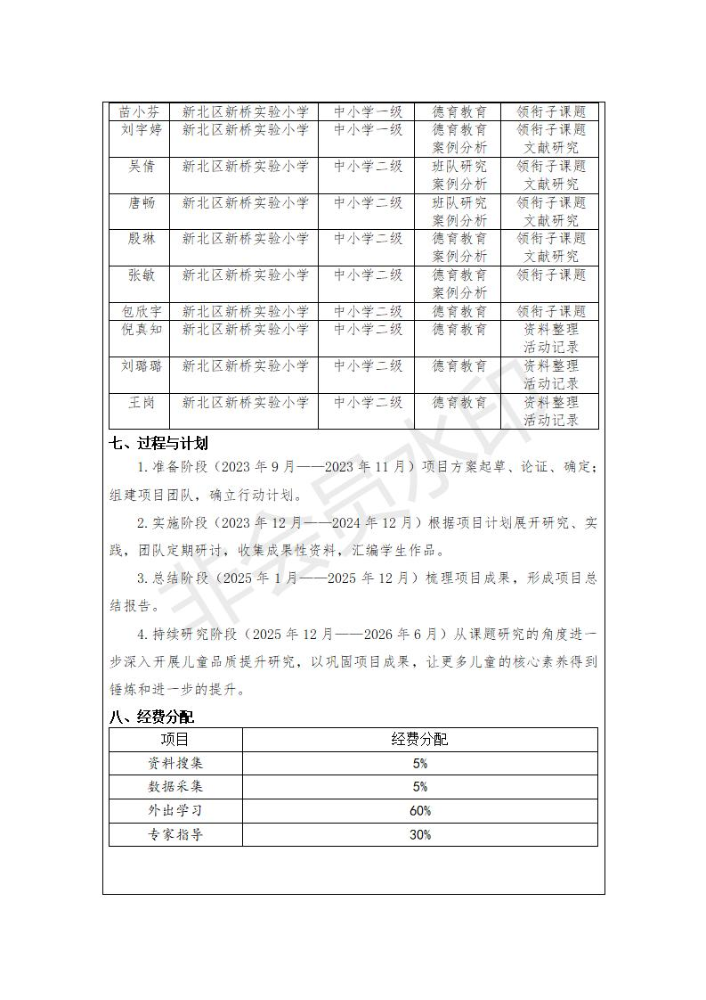 苗小芬 新北区新桥实验小学 中小学一级 德育教育 领衔子课题
刘宇婷 新北区新桥实验小学 中小学一级 德育教育 领衔子课题
案例分析 文献研究
吴倩 新北区新桥实验小学 中小学二级 班队研究 领衔子课题
案例分析 文献研究
唐畅 新北区新桥实验小学 中小学二级 班队研究 领衔子课题
案例分析 文献研究
殷琳 新北区新桥实验小学 中小学二级 德育教育 领衔子课题
案例分析 文献研究
张敏 新北区新桥实验小学 中小学二级 德育教育 领衔子课题
案例分析
包欣宇 新北区新桥实验小学 中小学二级 德育教育 领衔子课题
倪真知 新北区新桥实验小学 中小学二级 德育教育 资料整理
活动记录
刘璐璐 新北区新桥实验小学 中小学二级 德育教育 资料整理
活动记录
王岗 新北区新桥实验小学 中小学二级 德育教育 资料整理
活动记录
七、过程与计划
1.准备阶段（2023 年 9 月——2023 年 11 月）项目方案起草、论证、确定；
组建项目团队，确立行动计划。
2.实施阶段（2023 年 12 月——2024 年 12 月）根据项目计划展开研究、实
践，团队定期研讨，收集成果性资料，汇编学生作品。
3.总结阶段（2025 年 1 月——2025 年 12 月）梳理项目成果，形成项目总
结报告。
4.持续研究阶段（2025 年 12 月——2026 年 6 月）从课题研究的角度进一
步深入开展儿童品质提升研究，以巩固项目成果，让更多儿童的核心素养得到
锤炼和进一步的提升。
八、经费分配
项目 经费分配
资料搜集 5%
数据采集 5%
外出学习 60%
专家指导 30%
非会员水印